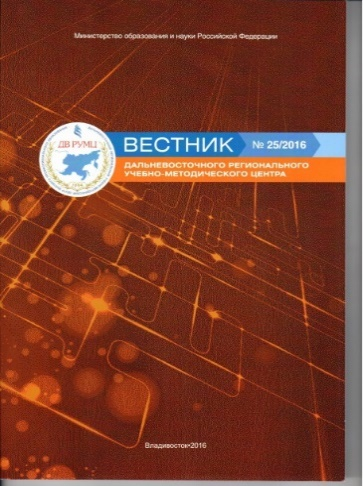 Министерство образования и науки Российской Федерации
ДВ РУМЦ
ВЕСТНИК № 25/2016
ДАЛЬНЕВОСТОЧНОГО РЕГИОНАЛЬНОГО
УЧЕБНО-МЕТОДИЧЕСКОГО ЦЕНТРА
Владивосток•2016